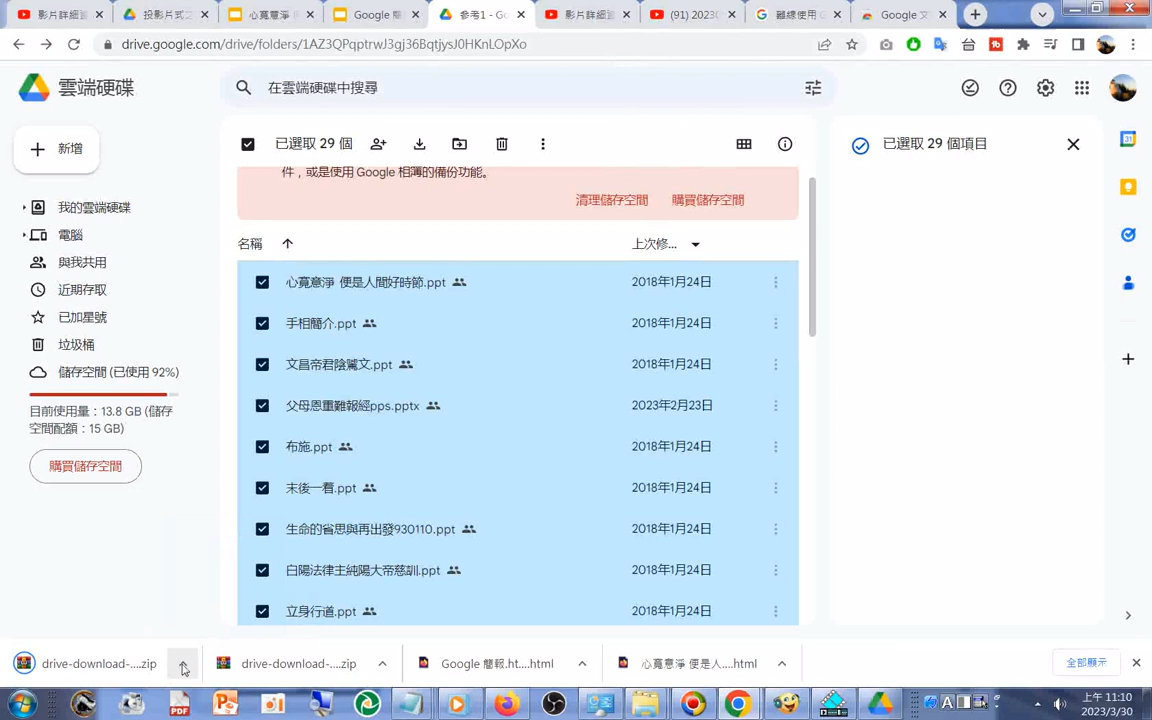 影片詳細資
投影片式之
心寬意淨 便
Google 簡
參考1 - Go
影片詳細資
(91) 2023
離線使用 G
Google 文
drive.google.com/drive/folders/1AZ3QPqptrwJ3gj36BqtjysJ0HKnLOpXo
雲端硬碟
在雲端硬碟中搜尋
新增
已選取 29 個
已選取 29 個項目
件，或是使用 Google 相簿的備份功能。
清理儲存空間 購買儲存空間
我的雲端硬碟
電腦
與我共用
近期存取
已加星號
垃圾桶
儲存空間 (已使用 92%)
目前使用量：13.8 GB (儲存
空間配額：15 GB)
購買儲存空間
名稱 上次修...
心寬意淨 便是人間好時節.ppt 2018年1月24日
手相簡介.ppt 2018年1月24日
文昌帝君陰騭文.ppt 2018年1月24日
父母恩重難報經pps.pptx 2023年2月23日
布施.ppt 2018年1月24日
末後一着.ppt 2018年1月24日
生命的省思與再出發930110.ppt 2018年1月24日
白陽法律主純陽大帝慈訓.ppt 2018年1月24日
立身行道.ppt 2018年1月24日
drive-download-....zip
drive-download-....zip
Google 簡報.ht....html
心寬意淨 便是人....html
全部顯示
上午 11:10
2023/3/30